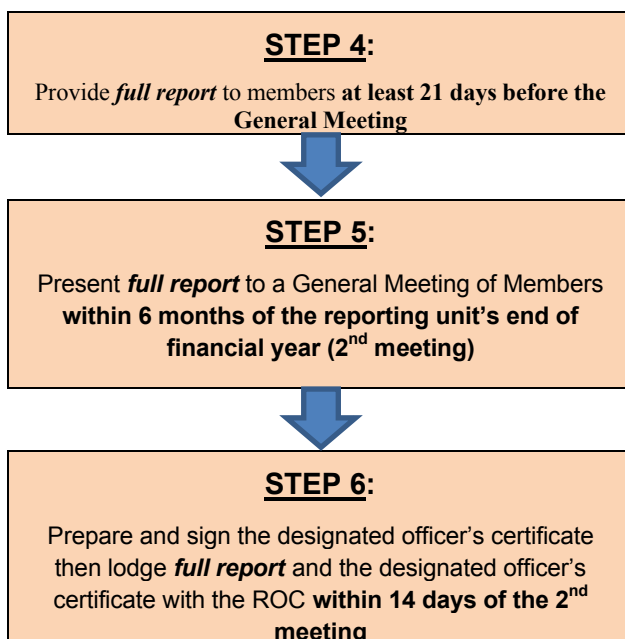 STEP 4:
Provide full report to members at least 21 days before the
General Meeting
STEP 5:
Present full report to a General Meeting of Members
within 6 months of the reporting unit’s end of
financial year (2nd meeting)
STEP 6:
Prepare and sign the designated officer’s certificate
then lodge full report and the designated officer’s
certificate with the ROC within 14 days of the 2nd
meeting